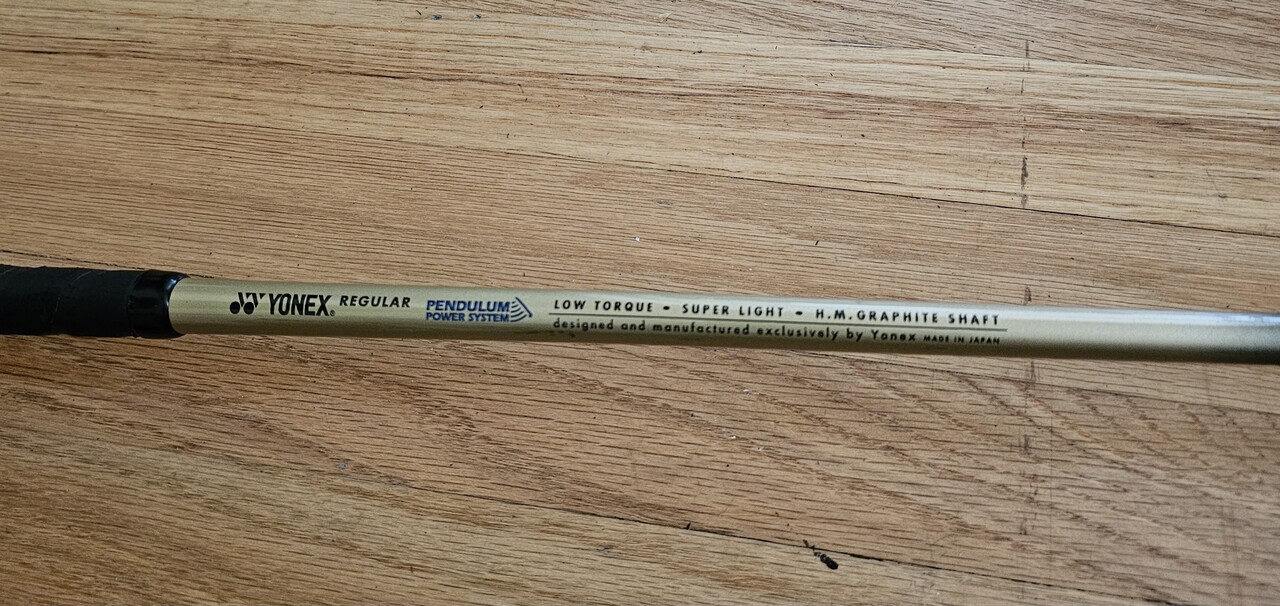 YONEX® REGULAR
PENDULUM
POWER SYSTEM
LOW TORQUE • SUPER LIGHT • H.M.GRAPHITE SHAFT
designed and manufactured exclusively by Yonex MADE IN JAPAN